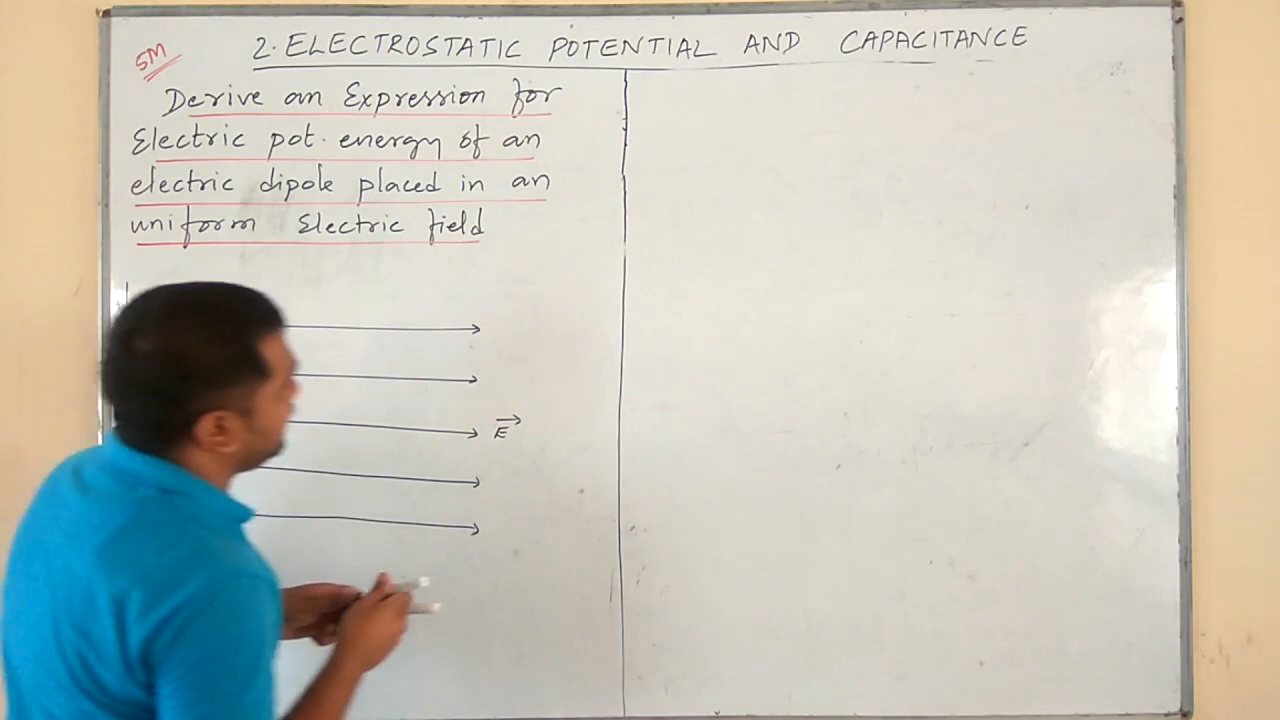 5M
2. ELECTROSTATIC POTENTIAL AND CAPACITANCE
Derive an Expression for
Electric pot. energy of an
electric dipole placed in an
uniform Electric field
E